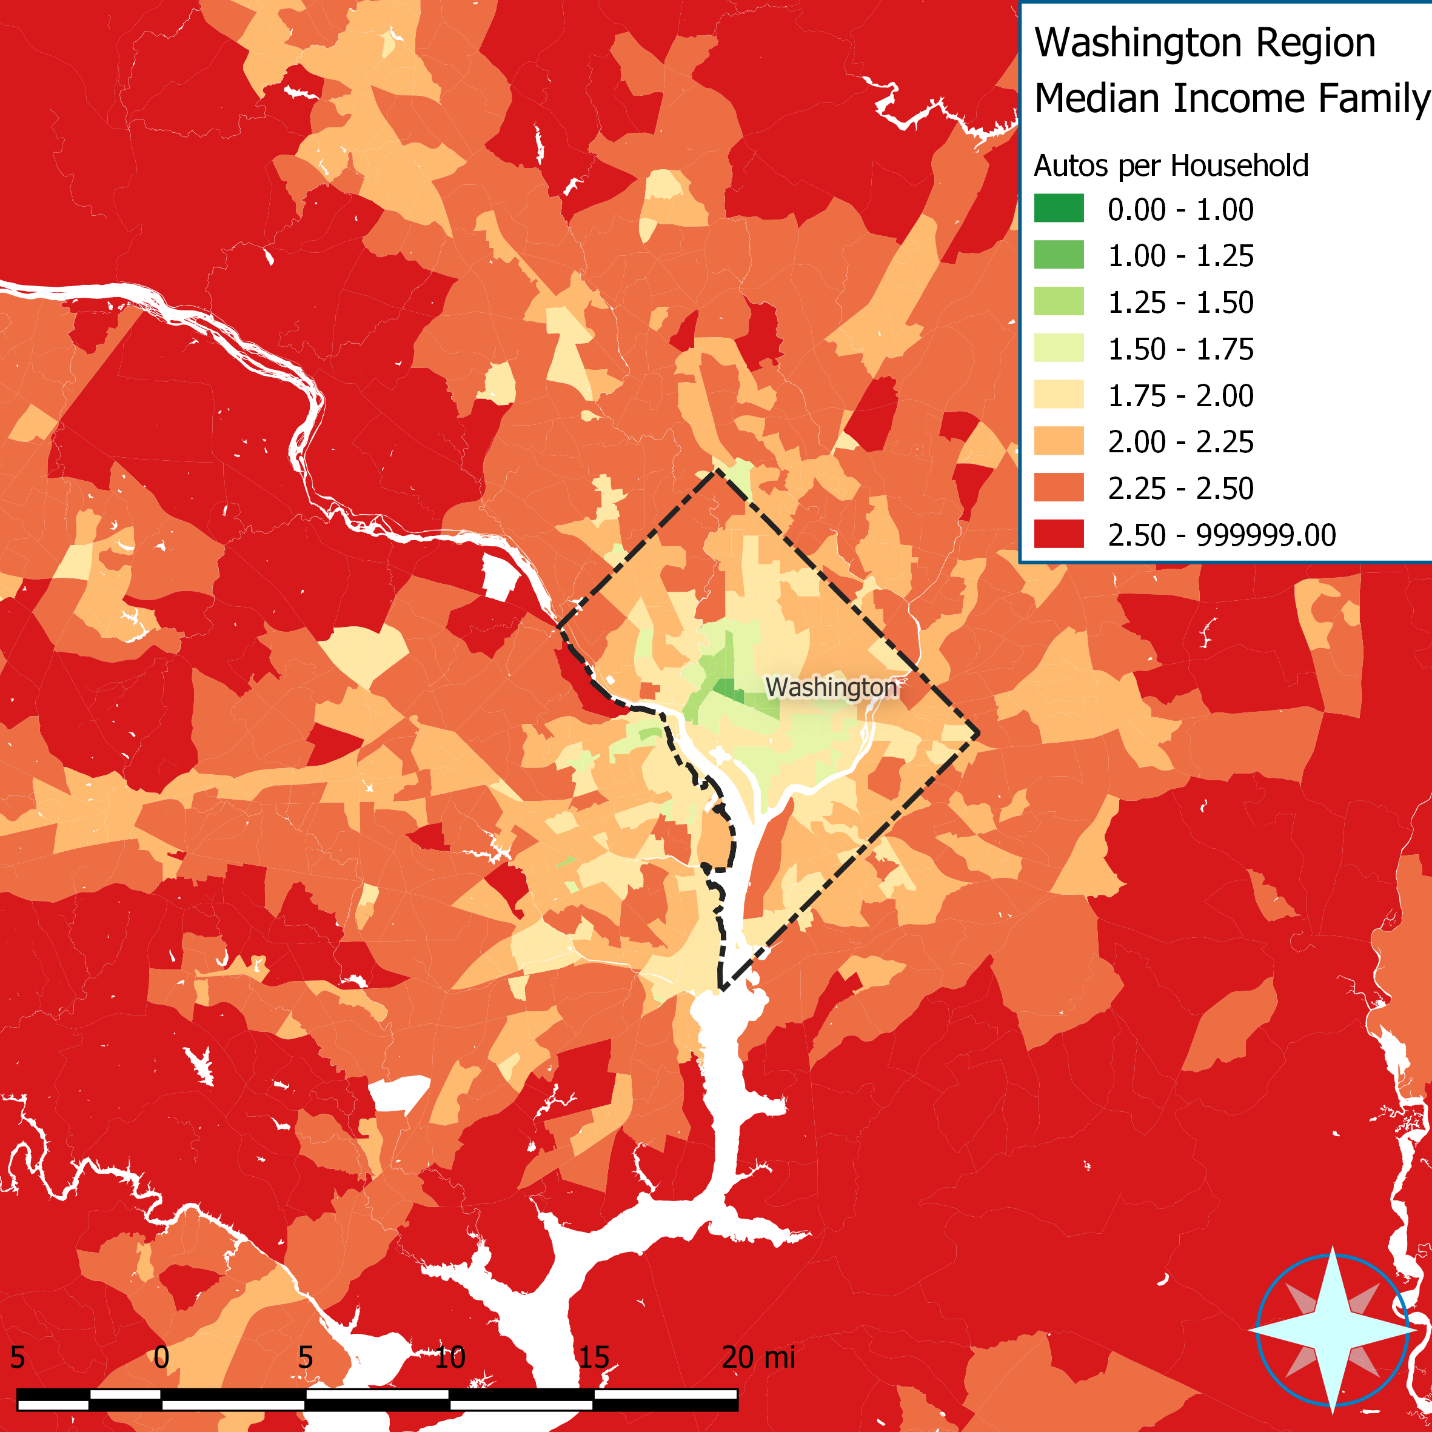 Washington Region
Median Income Family
Autos per Household
0.00 - 1.00
1.00 - 1.25
1.25 - 1.50
1.50 - 1.75
1.75 - 2.00
2.00 - 2.25
2.25 - 2.50
2.50 - 999999.00
Washington
5 0 5 10 15 20 mi